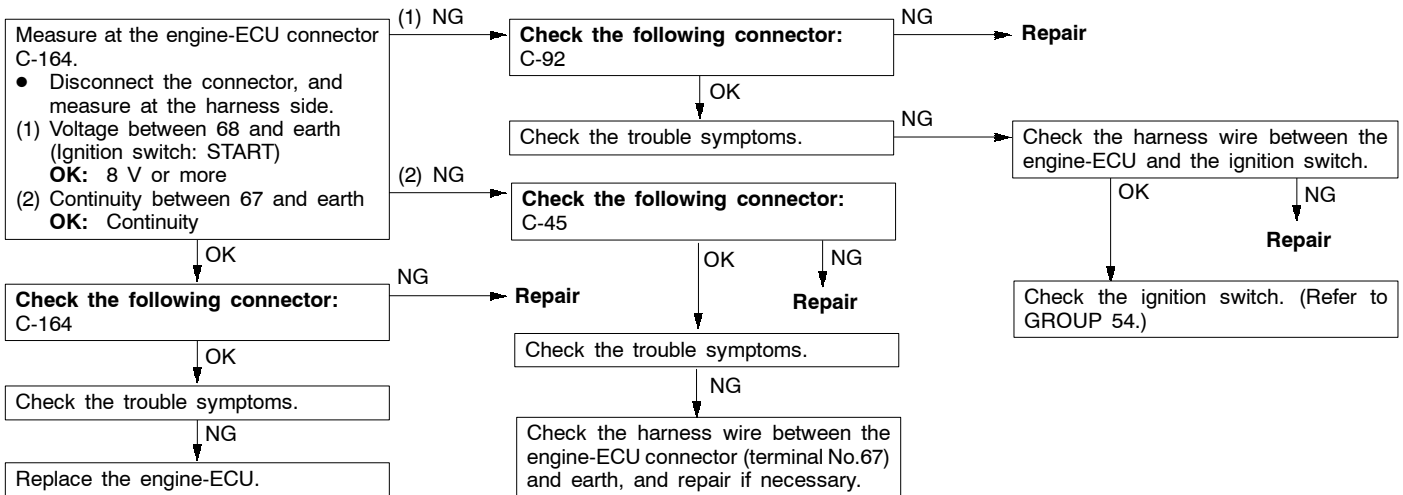 Measure at the engine-ECU connector
C-164.
● Disconnect the connector, and
measure at the harness side.
(1) Voltage between 68 and earth
(Ignition switch: START)
OK: 8 V or more
(2) Continuity between 67 and earth
OK: Continuity
(1) NG
Check the following connector:
C-92
NG
Repair
OK
Check the trouble symptoms.
NG
Check the harness wire between the
engine-ECU and the ignition switch.
OK
NG
Repair
Check the ignition switch. (Refer to
GROUP 54.)
(2) NG
Check the following connector:
C-45
OK
NG
Repair
Check the trouble symptoms.
NG
Check the harness wire between the
engine-ECU connector (terminal No.67)
and earth, and repair if necessary.
OK
Check the following connector:
C-164
NG
Repair
OK
Check the trouble symptoms.
NG
Replace the engine-ECU.